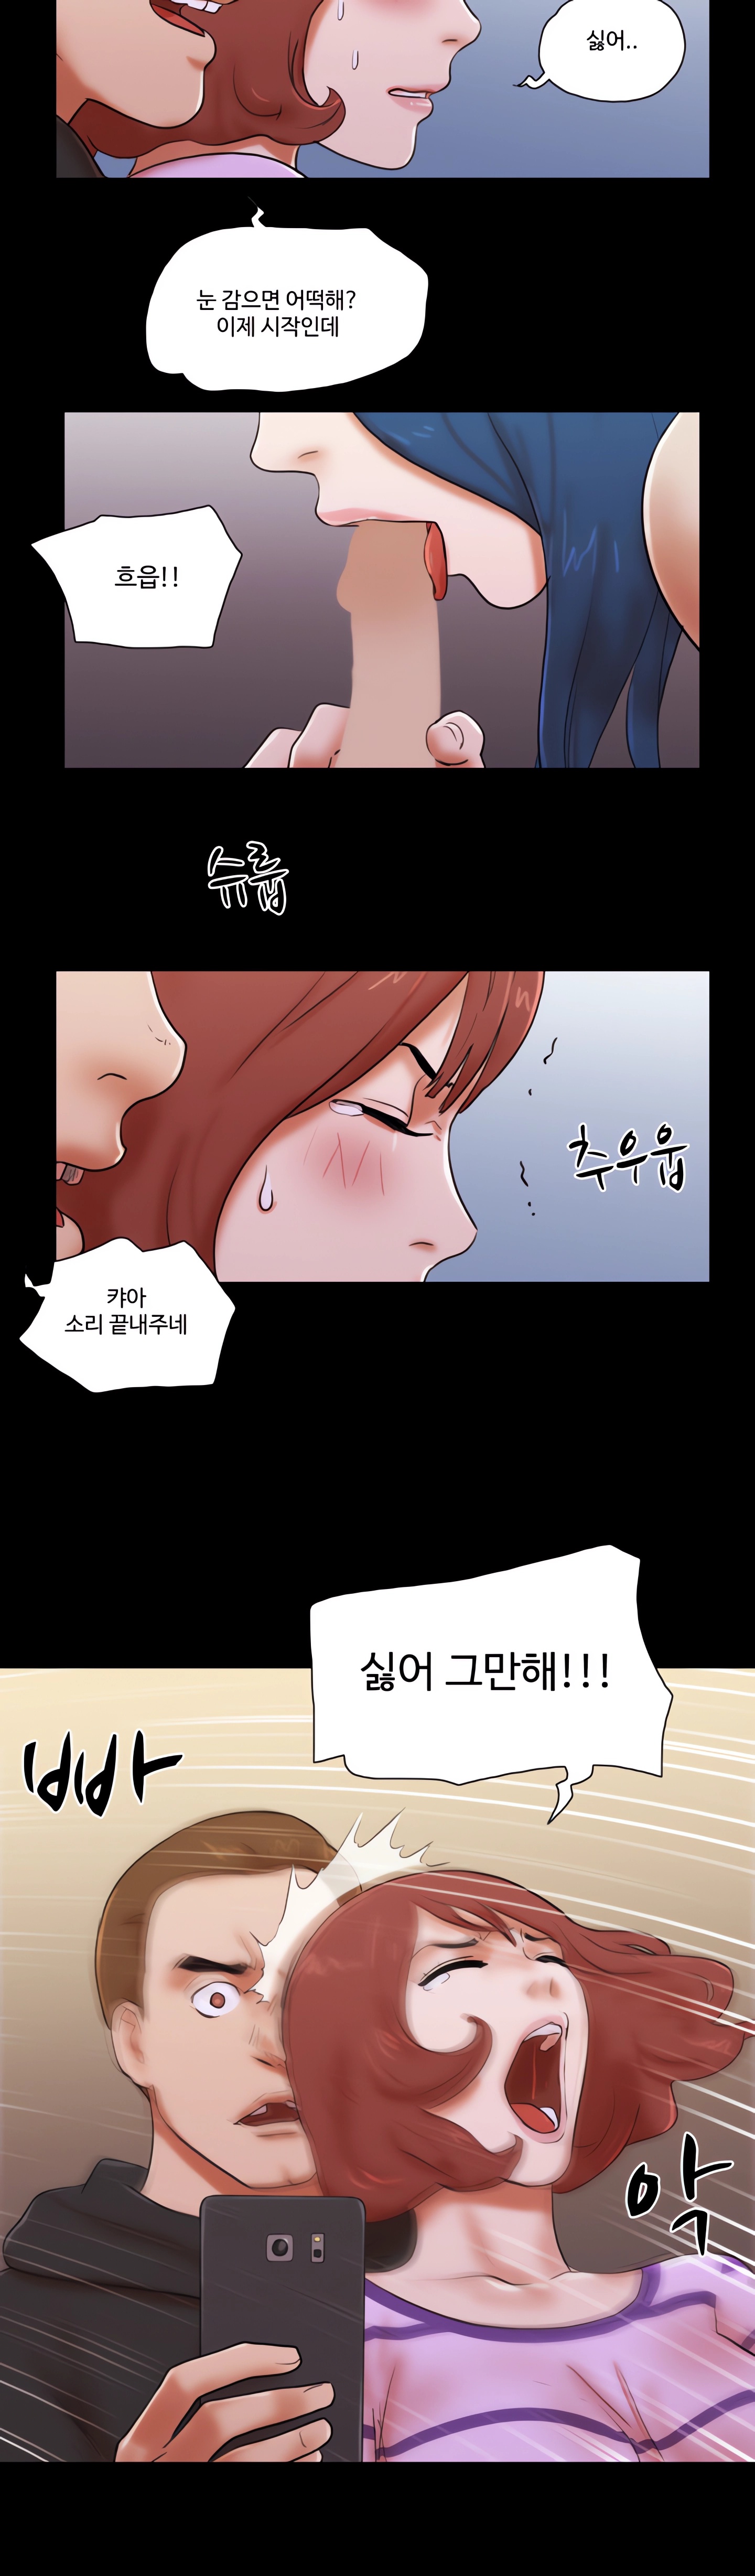 싫어..
눈 감으면 어떡해?
이제 시작인데
흐읍!!
슈릅
추우웁
캬아
소리 끝내주네
싫어 그만해!!!
빠
악